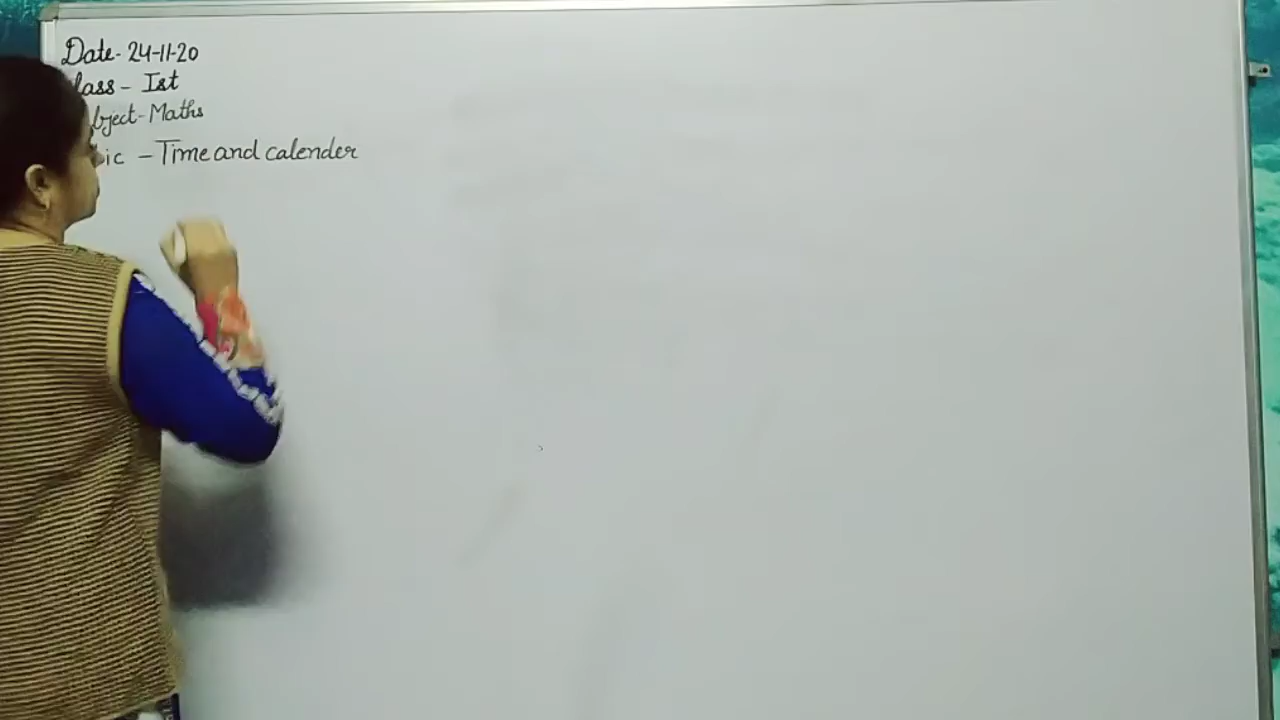 Date- 24-11-20
lass - Ist
bject- Maths
ic - Time and calender